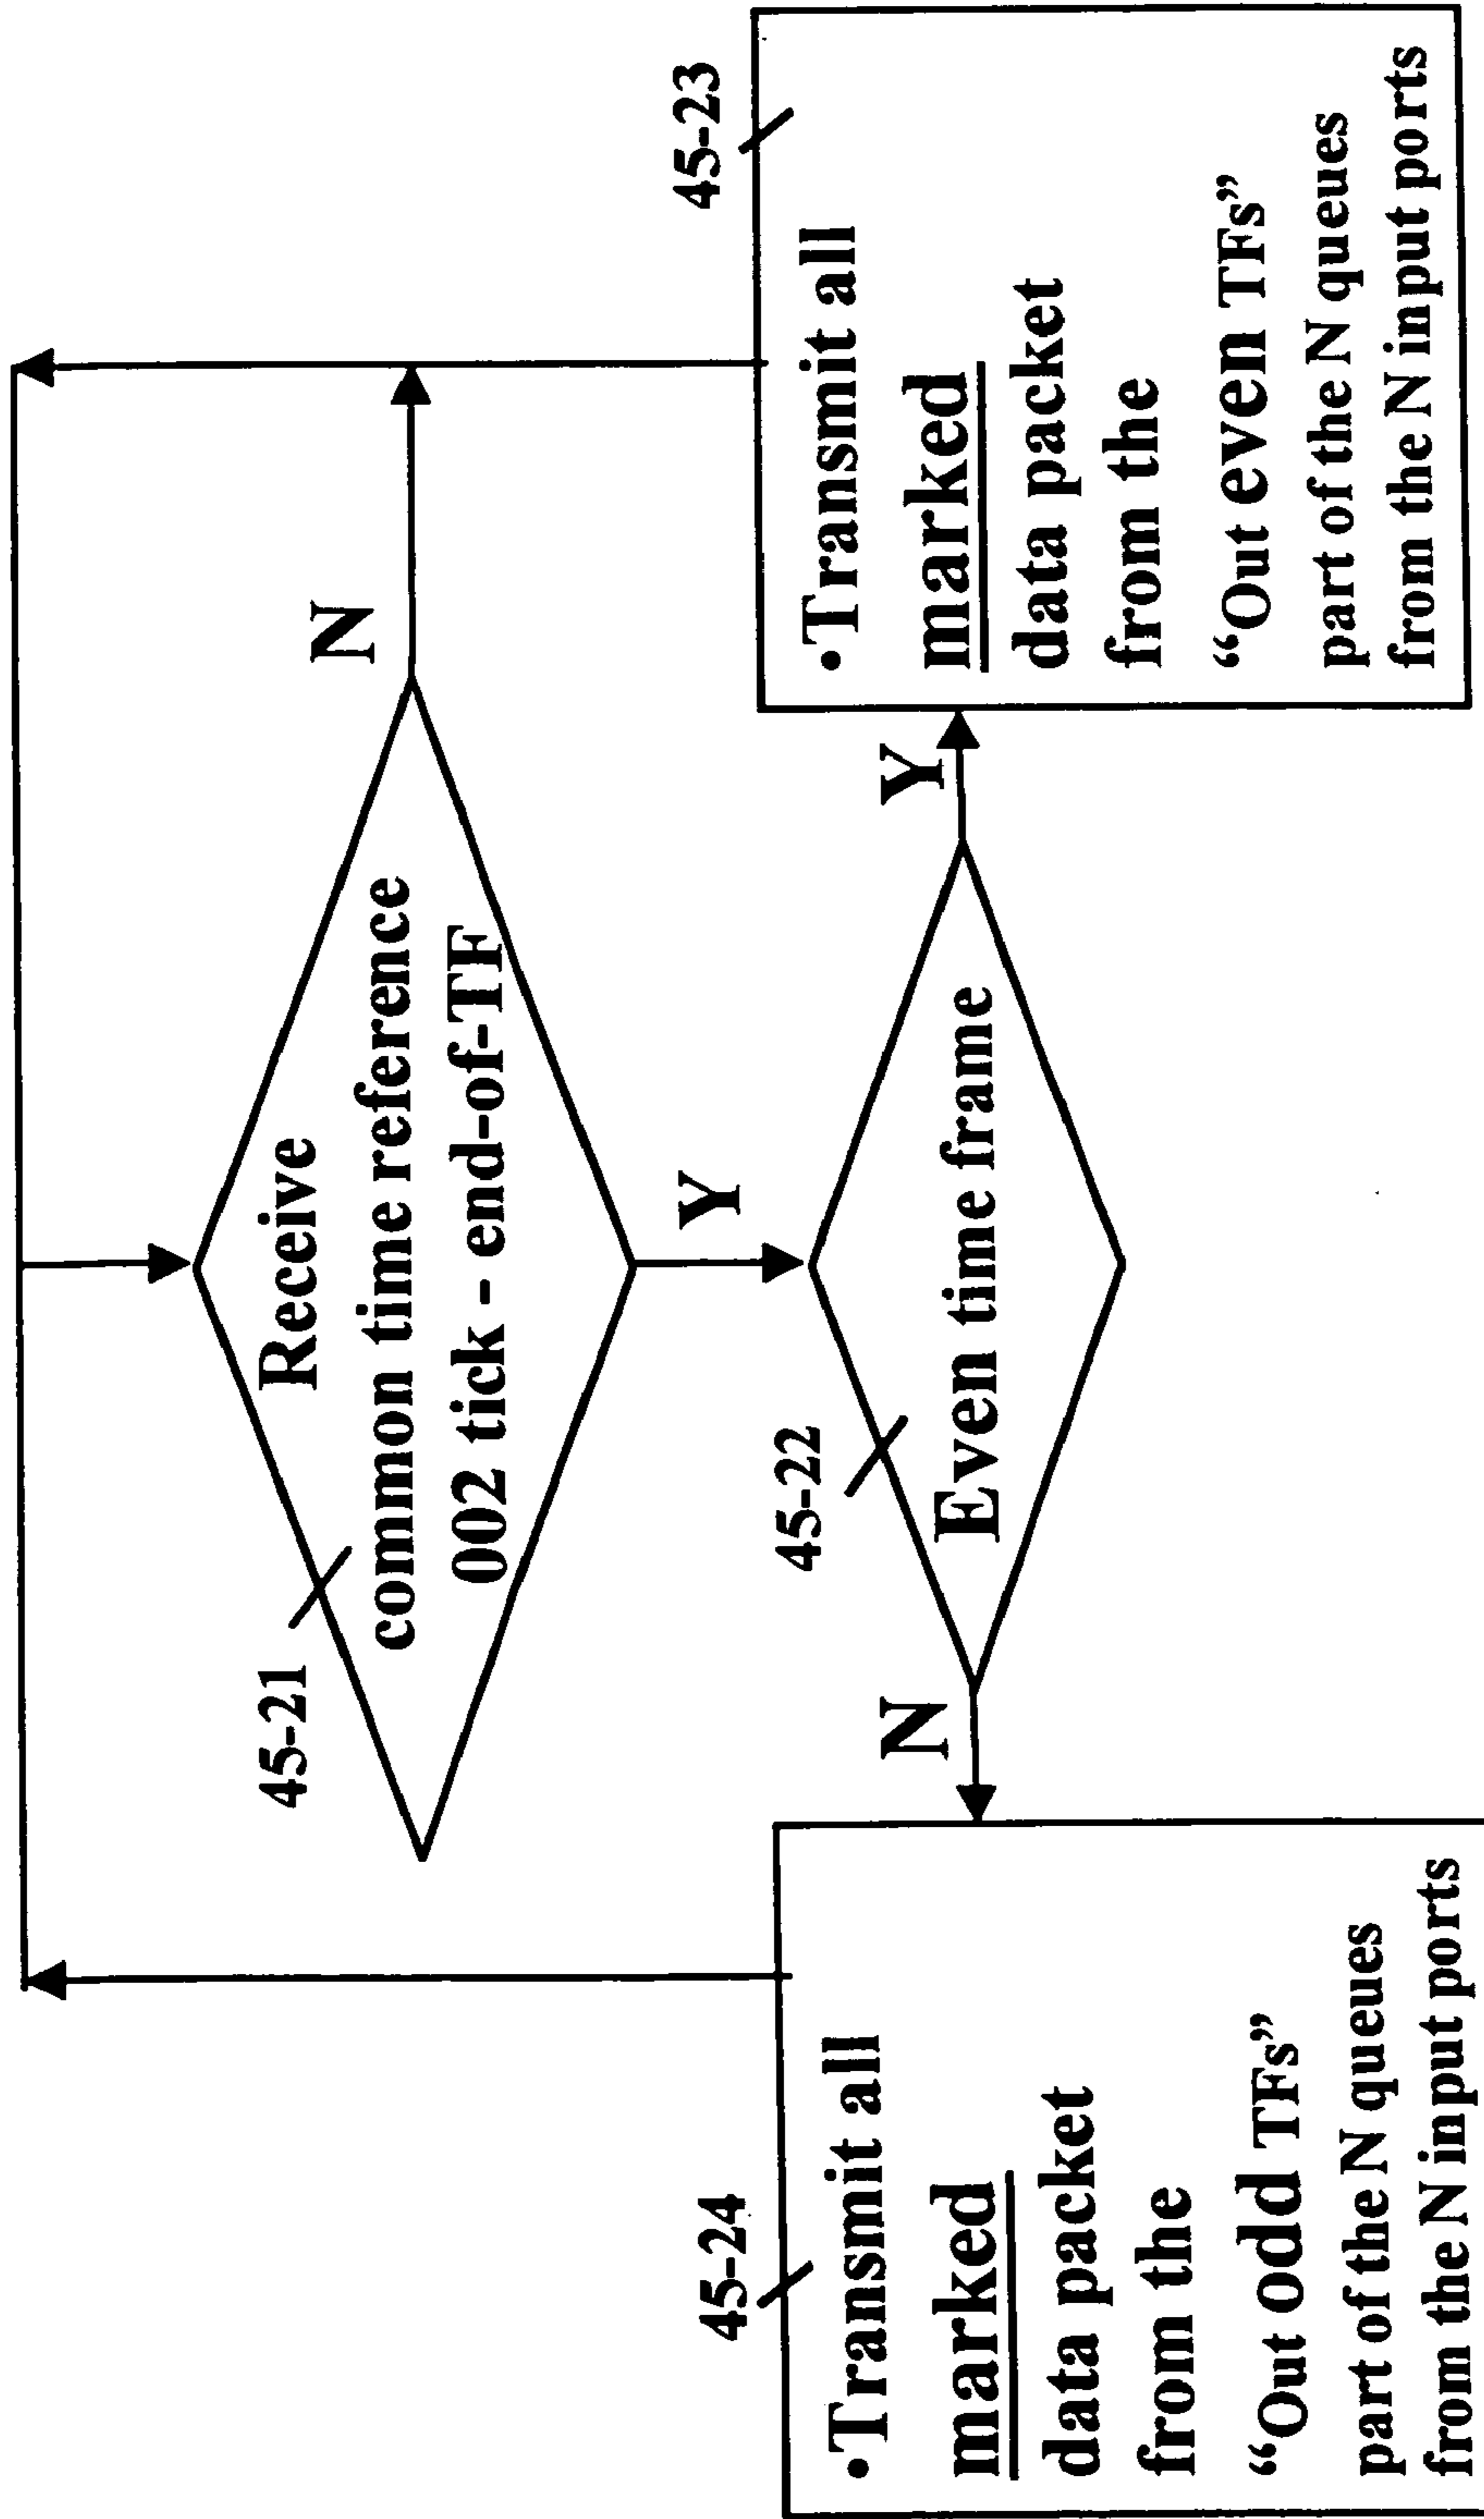 45-21
Receive
common time reference
002 tick - end-of-TF
N
Y
45-22
Even time frame
N
Y
45-24
•Transmit all
marked
data packet
from the
“Out odd TFs”
part of the N queues
from the N input ports
45-23
•Transmit all
marked
data packet
from the
“Out even TFs”
part of the N queues
from the N input ports